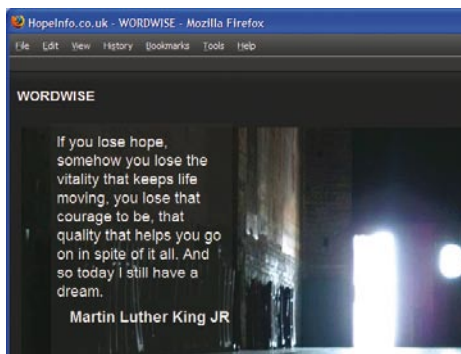 HopeInfo.co.uk - WORDWISE - Mozilla Firefox
File Edit View History Bookmarks Tools Help
WORDWISE
If you lose hope,
somehow you lose the
vitality that keeps life
moving, you lose that
courage to be, that
quality that helps you go
on in spite of it all. And
so today I still have a
dream.
Martin Luther King JR